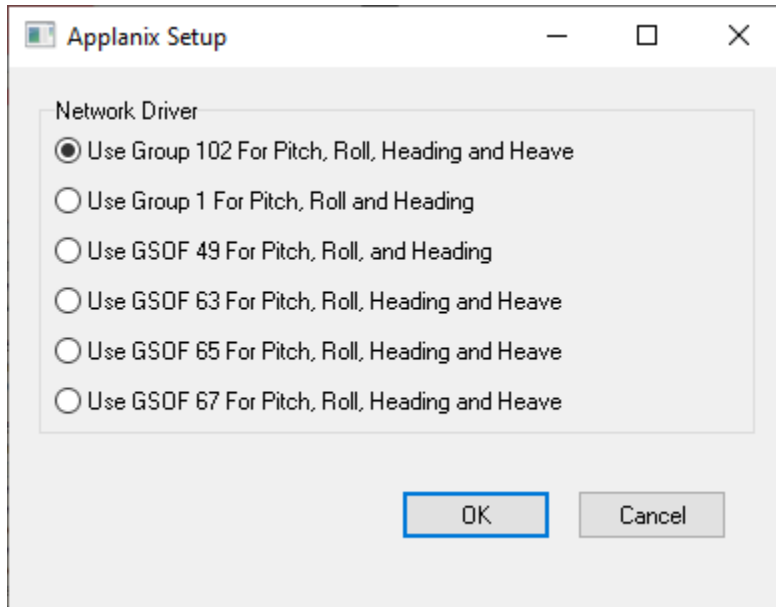 Applanix Setup
Network Driver
Use Group 102 For Pitch, Roll, Heading and Heave
Use Group 1 For Pitch, Roll and Heading
Use GSOF 49 For Pitch, Roll, and Heading
Use GSOF 63 For Pitch, Roll, Heading and Heave
Use GSOF 65 For Pitch, Roll, Heading and Heave
Use GSOF 67 For Pitch, Roll, Heading and Heave
OK Cancel